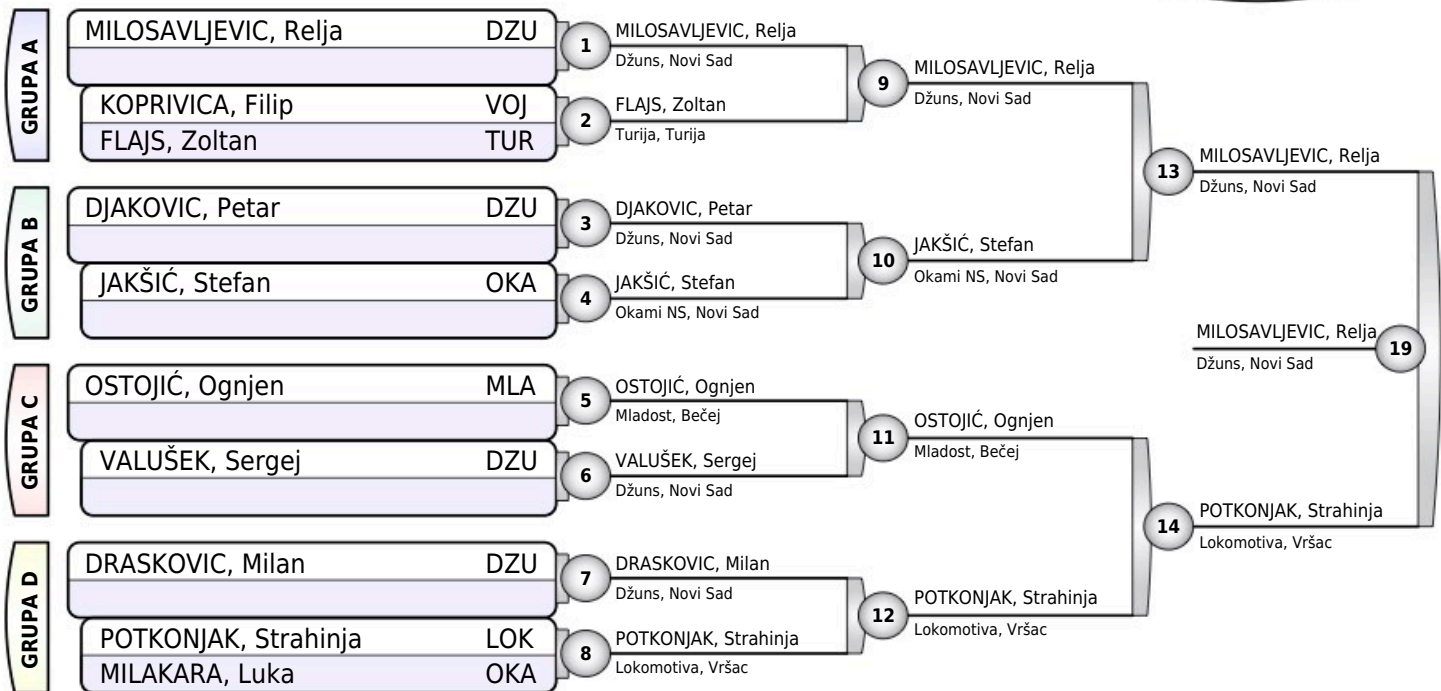 GRUPA A
MILOSAVLJEVIC, Relja DZU
KOPRIVICA, Filip VOJ
FLAJS, Zoltan TUR
GRUPA B
DJAKOVIC, Petar DZU
JAKŠIĆ, Stefan OKA
GRUPA C
OSTOJIĆ, Ognjen MLA
VALUŠEK, Sergej DZU
GRUPA D
DRASKOVIC, Milan DZU
POTKONJAK, Strahinja LOK
MILAKARA, Luka OKA
1
MILOSAVLJEVIC, Relja
Džuns, Novi Sad
2
FLAJS, Zoltan
Turija, Turija
3
DJAKOVIC, Petar
Džuns, Novi Sad
4
JAKŠIĆ, Stefan
Okami NS, Novi Sad
5
OSTOJIĆ, Ognjen
Mladost, Bečej
6
VALUŠEK, Sergej
Džuns, Novi Sad
7
DRASKOVIC, Milan
Džuns, Novi Sad
8
POTKONJAK, Strahinja
Lokomotiva, Vršac
9
MILOSAVLJEVIC, Relja
Džuns, Novi Sad
10
JAKŠIĆ, Stefan
Okami NS, Novi Sad
11
OSTOJIĆ, Ognjen
Mladost, Bečej
12
POTKONJAK, Strahinja
Lokomotiva, Vršac
13
MILOSAVLJEVIC, Relja
Džuns, Novi Sad
14
POTKONJAK, Strahinja
Lokomotiva, Vršac
MILOSAVLJEVIC, Relja
Džuns, Novi Sad
19